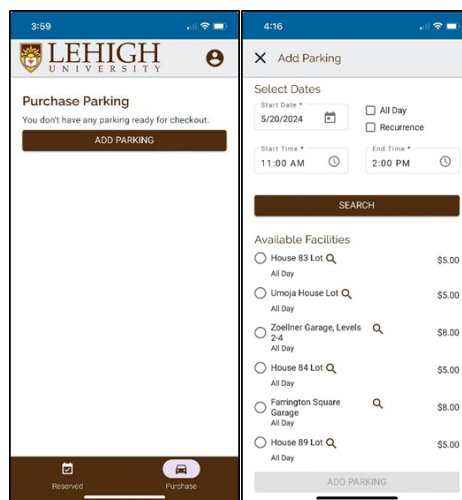 3:59
LEHIGH
UNIVERSITY
Purchase Parking
You don't have any parking ready for checkout.
ADD PARKING
Reserved
Purchase
4:16
Add Parking
Select Dates
Start Date *
5/20/2024
All Day
Recurrence
Start Time *
11:00 AM
End Time *
2:00 PM
SEARCH
Available Facilities
House 83 Lot
$5.00
All Day
Umoja House Lot
$5.00
All Day
Zoellner Garage, Levels
2-4
$8.00
All Day
House 84 Lot
$5.00
All Day
Farrington Square
Garage
$8.00
All Day
House 89 Lot
$5.00
All Day
ADD PARKING